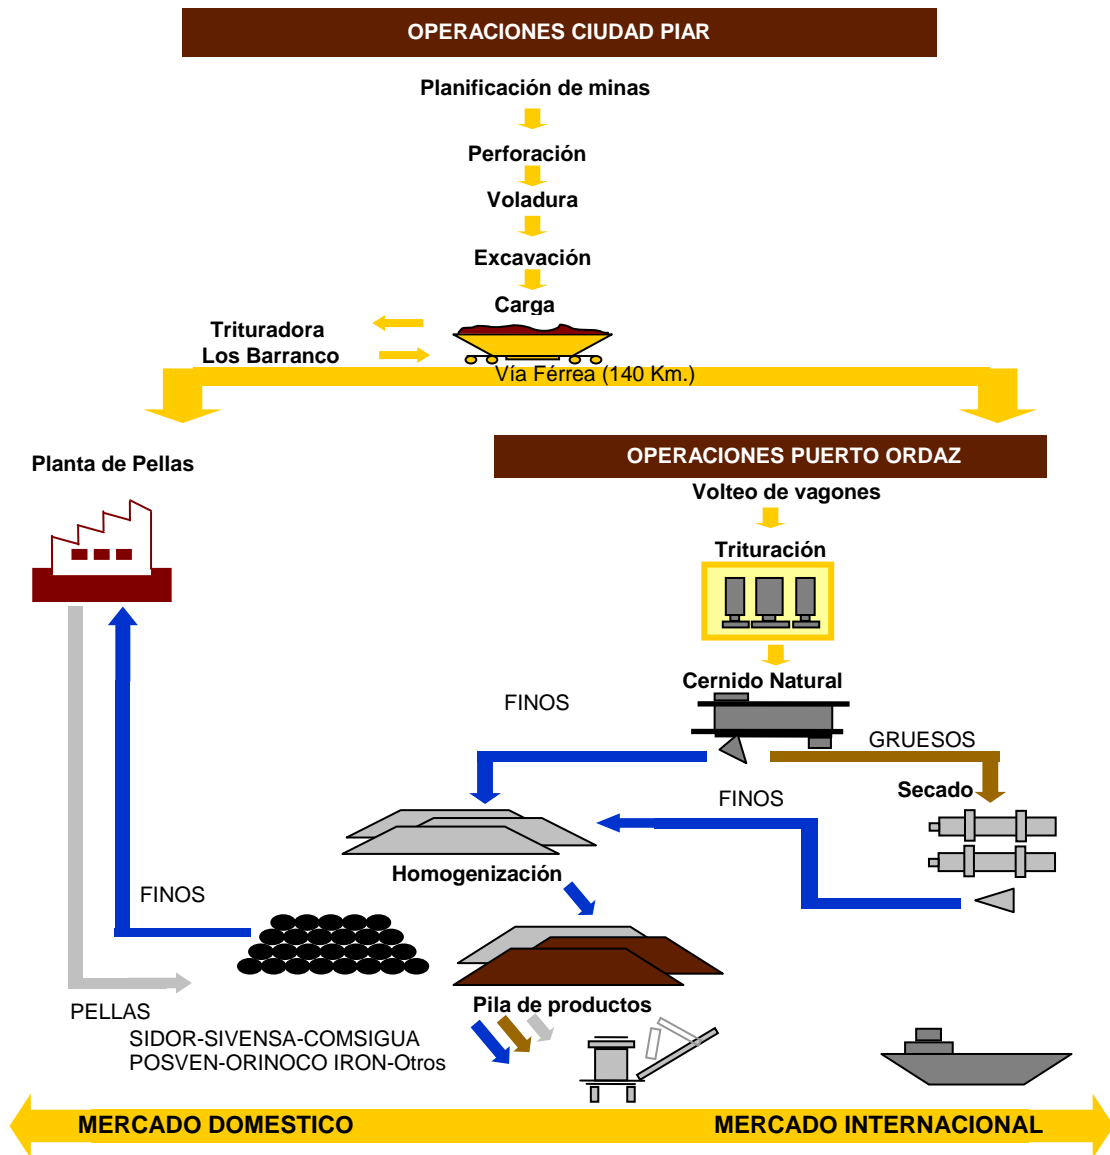 OPERACIONES CIUDAD PIAR
Planificación de minas
Perforación
Voladura
Excavación
Carga
Trituradora
Los Barranco
Vía Férrea (140 Km.)
Planta de Pellas
OPERACIONES PUERTO ORDAZ
Volteo de vagones
Trituración
Cernido Natural
FINOS
GRUESOS
Secado
FINOS
Homogenización
FINOS
Pila de productos
PELLAS
SIDOR-SIVENSA-COMSIGUA
POSVEN-ORINOCO IRON-Otros
MERCADO DOMESTICO
MERCADO INTERNACIONAL